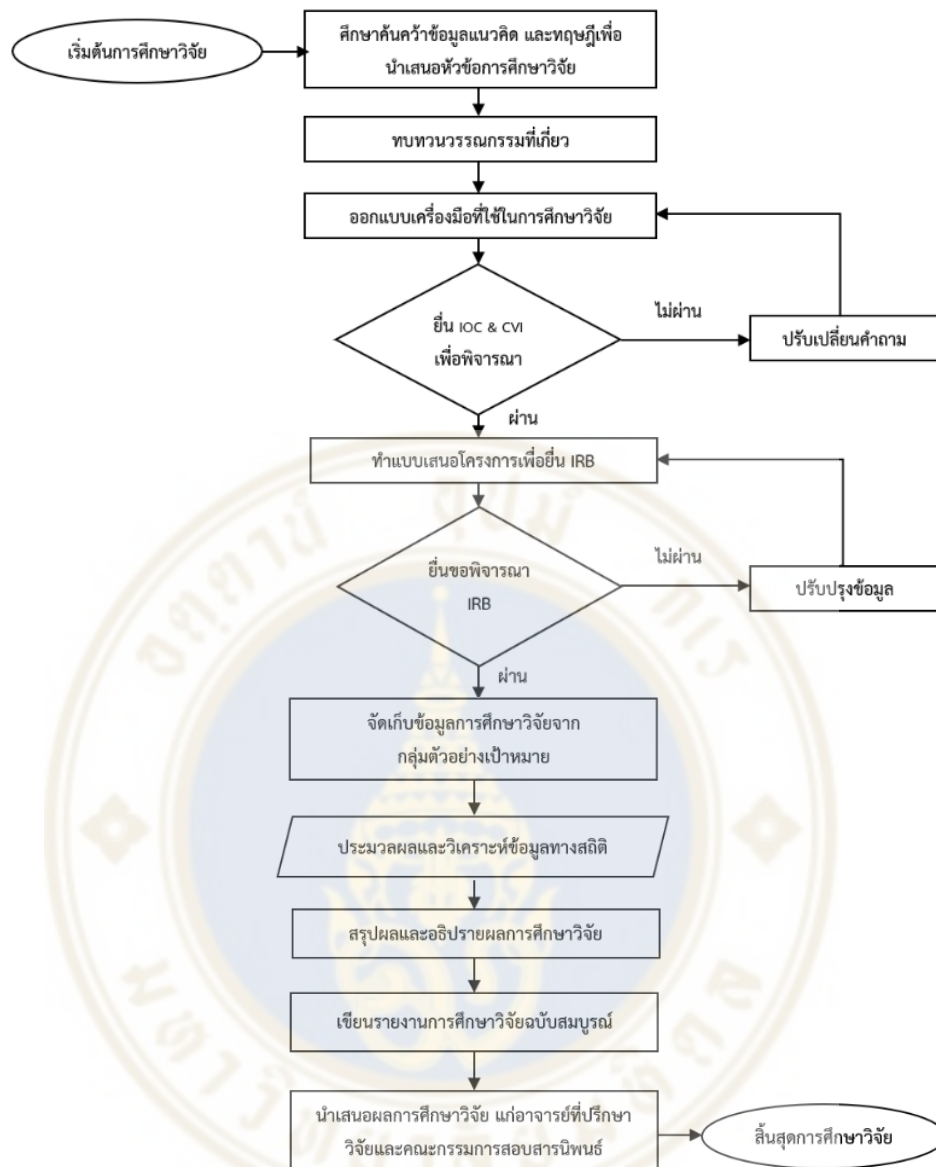 เริ่มต้นการศึกษาวิจัย
ศึกษาค้นคว้าข้อมูลแนวคิด และทฤษฎีเพื่อ
นำเสนอหัวข้อการศึกษาวิจัย
ทบทวนวรรณกรรมที่เกี่ยว
ออกแบบเครื่องมือที่ใช้ในการศึกษาวิจัย
ยื่น IOC & CVI
เพื่อพิจารณา
ไม่ผ่าน
ปรับเปลี่ยนคำถาม
ผ่าน
ทำแบบเสนอโครงการเพื่อยื่น IRB
ยื่นขอพิจารณา
IRB
ไม่ผ่าน
ปรับปรุงข้อมูล
ผ่าน
จัดเก็บข้อมูลการศึกษาวิจัยจาก
กลุ่มตัวอย่างเป้าหมาย
ประมวลผลและวิเคราะห์ข้อมูลทางสถิติ
สรุปผลและอธิปรายผลการศึกษาวิจัย
เขียนรายงานการศึกษาวิจัยฉบับสมบูรณ์
นำเสนอผลการศึกษาวิจัย แก่อาจารย์ที่ปรึกษา
วิจัยและคณะกรรมการสอบสารนิพนธ์
สิ้นสุดการศึกษาวิจัย